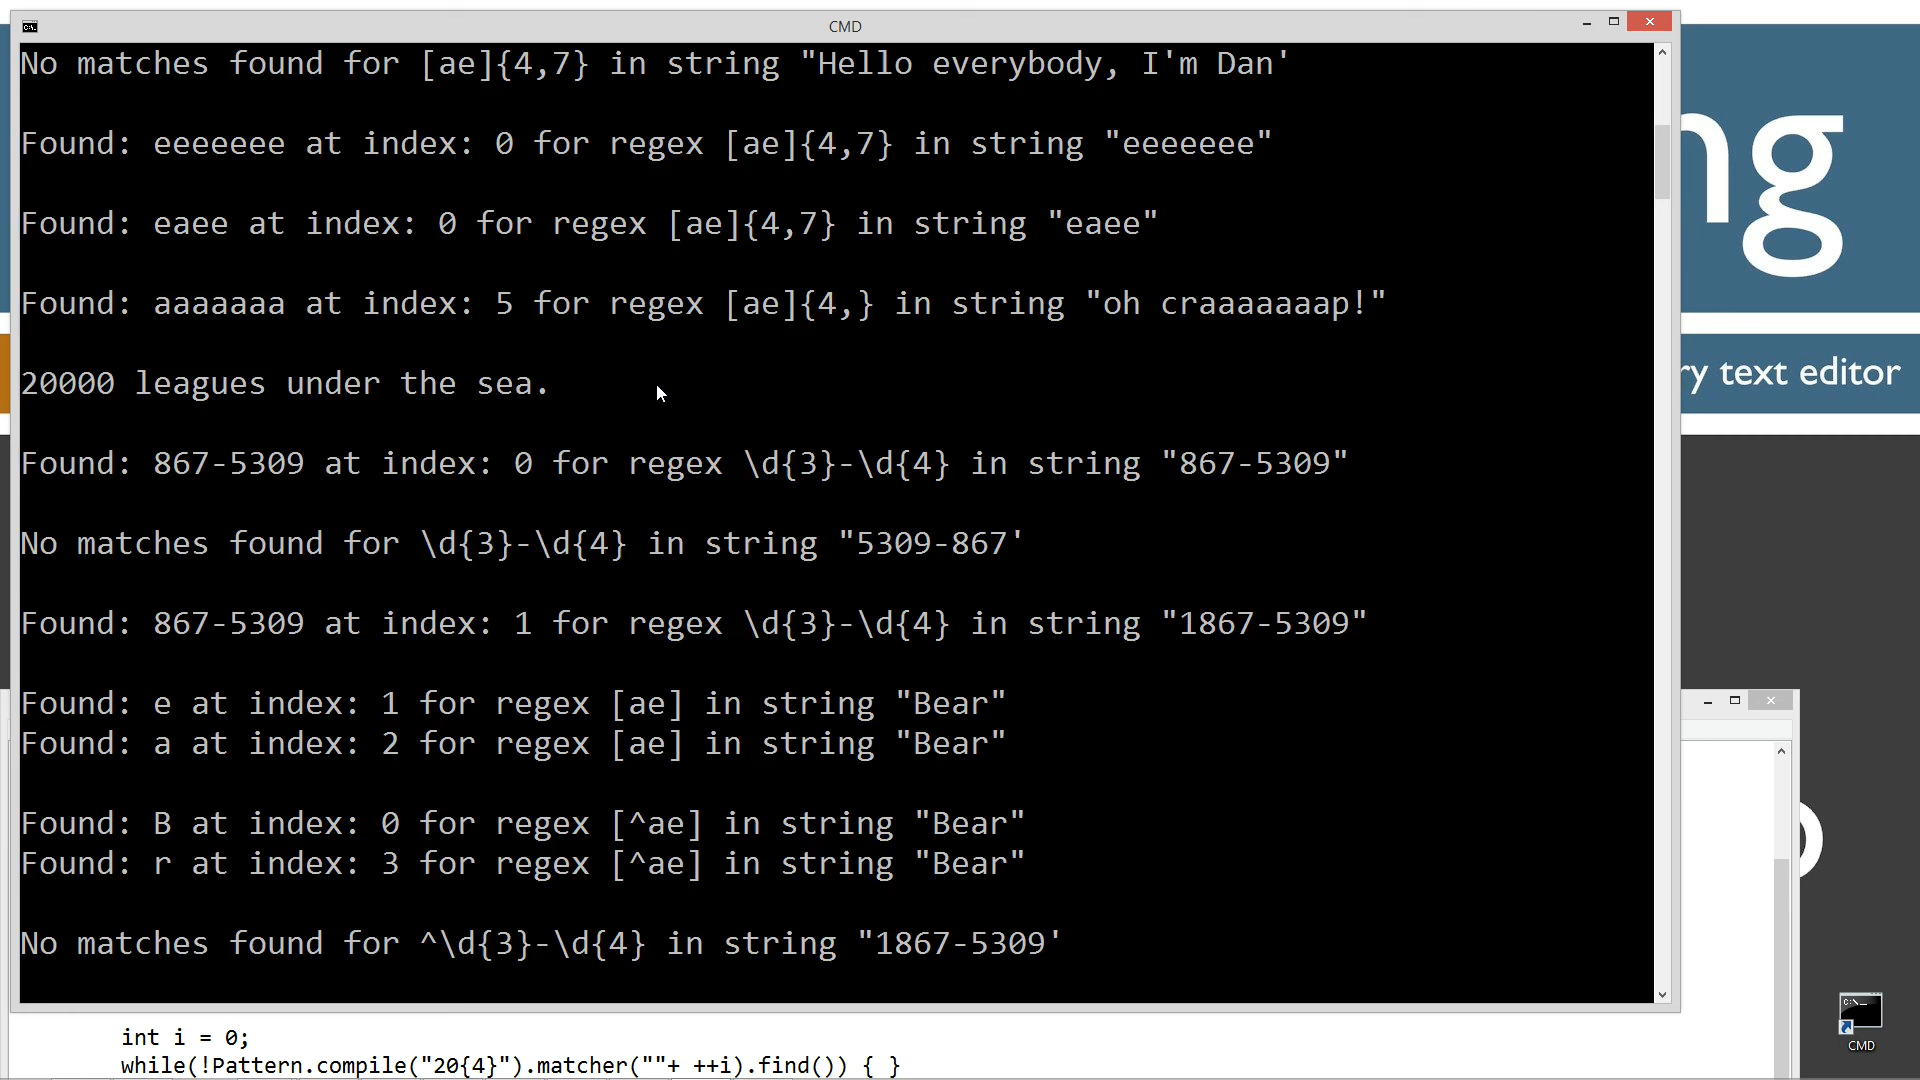 CMD
No matches found for [ae]{4,7} in string "Hello everybody, I'm Dan'
Found: eeeeeee at index: 0 for regex [ae]{4,7} in string "eeeeeee"
Found: eaee at index: 0 for regex [ae]{4,7} in string "eaee"
Found: aaaaaaa at index: 5 for regex [ae]{4,} in string "oh craaaaaaap!"
20000 leagues under the sea.
Found: 867-5309 at index: 0 for regex \d{3}-\d{4} in string "867-5309"
No matches found for \d{3}-\d{4} in string "5309-867'
Found: 867-5309 at index: 1 for regex \d{3}-\d{4} in string "1867-5309"
Found: e at index: 1 for regex [ae] in string "Bear"
Found: a at index: 2 for regex [ae] in string "Bear"
Found: B at index: 0 for regex [^ae] in string "Bear"
Found: r at index: 3 for regex [^ae] in string "Bear"
No matches found for ^\d{3}-\d{4} in string "1867-5309'
int i = 0;
while(!Pattern.compile("20{4}").matcher(""+ ++i).find()) { }
ng
ry text editor
CMD